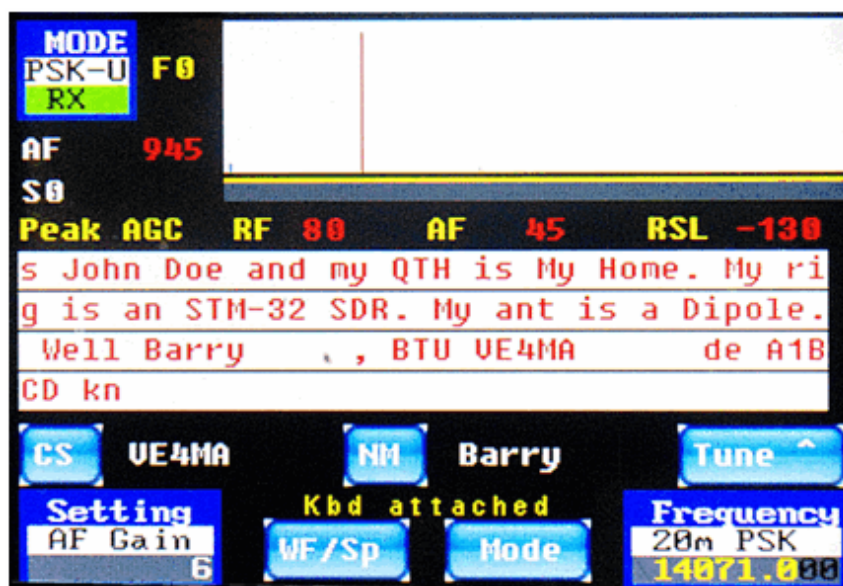 MODE
PSK-U F0
RX
AF 945
S0
Peak AGC RF 80 AF 45 RSL -130
s John Doe and my QTH is My Home. My ri
g is an STM-32 SDR. My ant is a Dipole.
Well Barry , BTU VE4MA de A1B
CD kn
CS VE4MA NM Barry Tune ^
Setting Kbd attached Frequency
AF Gain WF/Sp Mode 20m PSK
6 14071.000